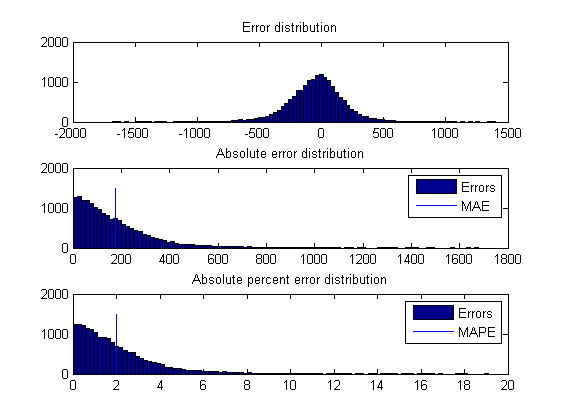 Error distribution
2000
1000
0
-2000 -1500 -1000 -500 0 500 1000 1500
Absolute error distribution
2000
1000
0
Errors
MAE
0 200 400 600 800 1000 1200 1400 1600 1800
Absolute percent error distribution
2000
1000
0
Errors
MAPE
0 2 4 6 8 10 12 14 16 18 20